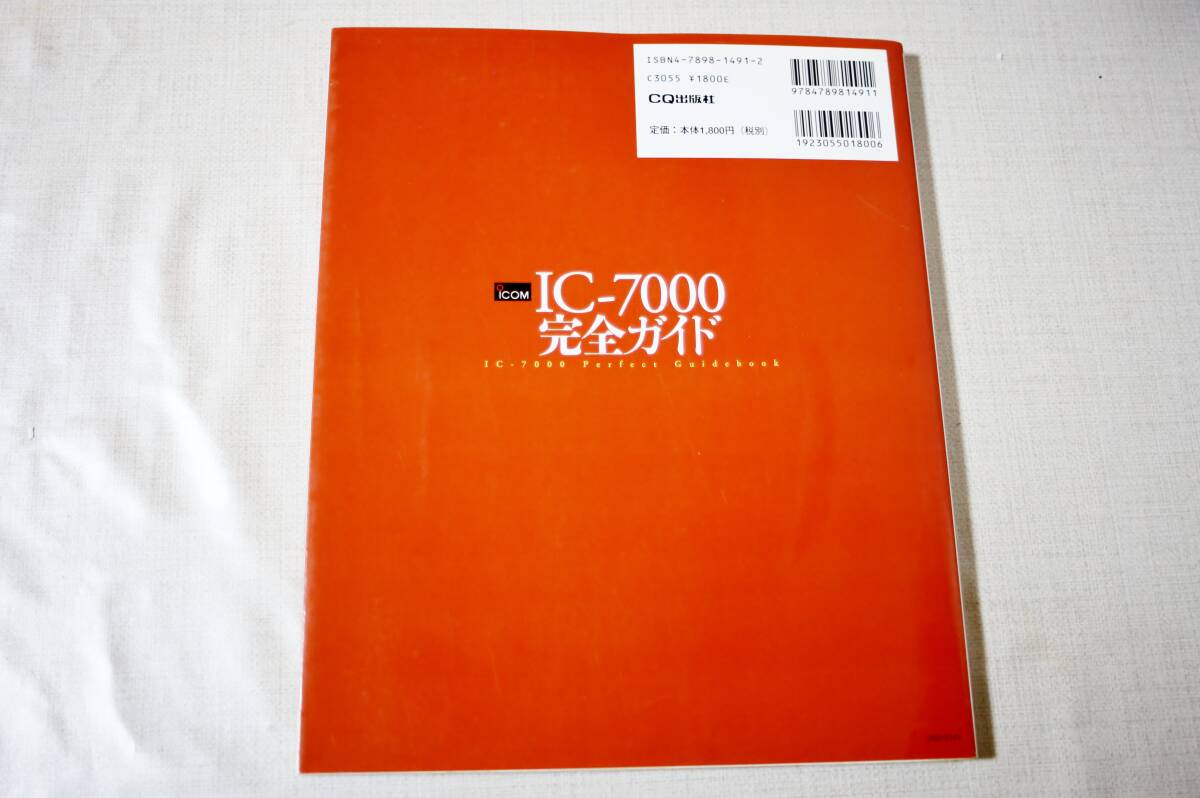 ISBN4-7898-1491-2
C3055 ¥1800E
CQ出版社
定価：本体1,800円（税別）
9784789814911
1923055018006
ICOM
IC-7000
完全ガイド
IC-7000 Perfect Guidebook